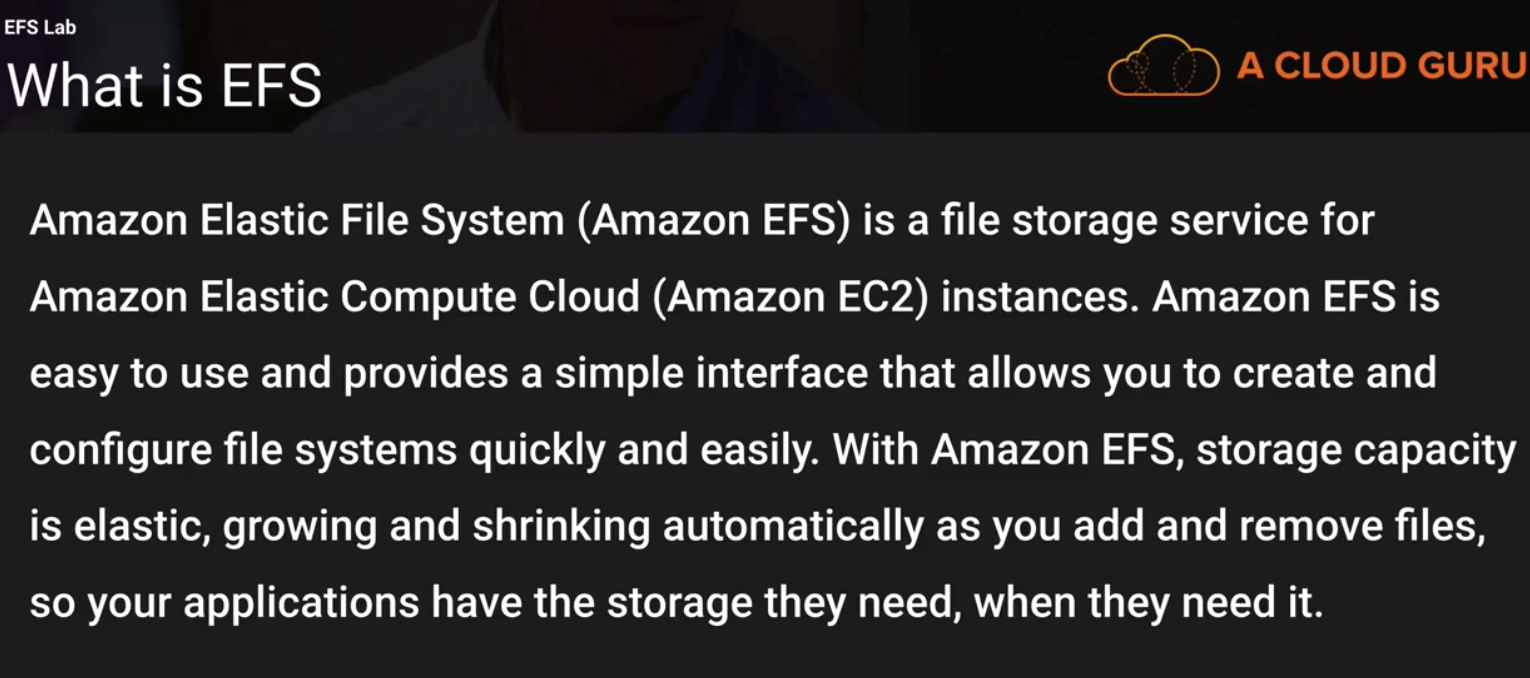 EFS Lab
What is EFS
A CLOUD GURU
Amazon Elastic File System (Amazon EFS) is a file storage service for
Amazon Elastic Compute Cloud (Amazon EC2) instances. Amazon EFS is
easy to use and provides a simple interface that allows you to create and
configure file systems quickly and easily. With Amazon EFS, storage capacity
is elastic, growing and shrinking automatically as you add and remove files,
so your applications have the storage they need, when they need it.